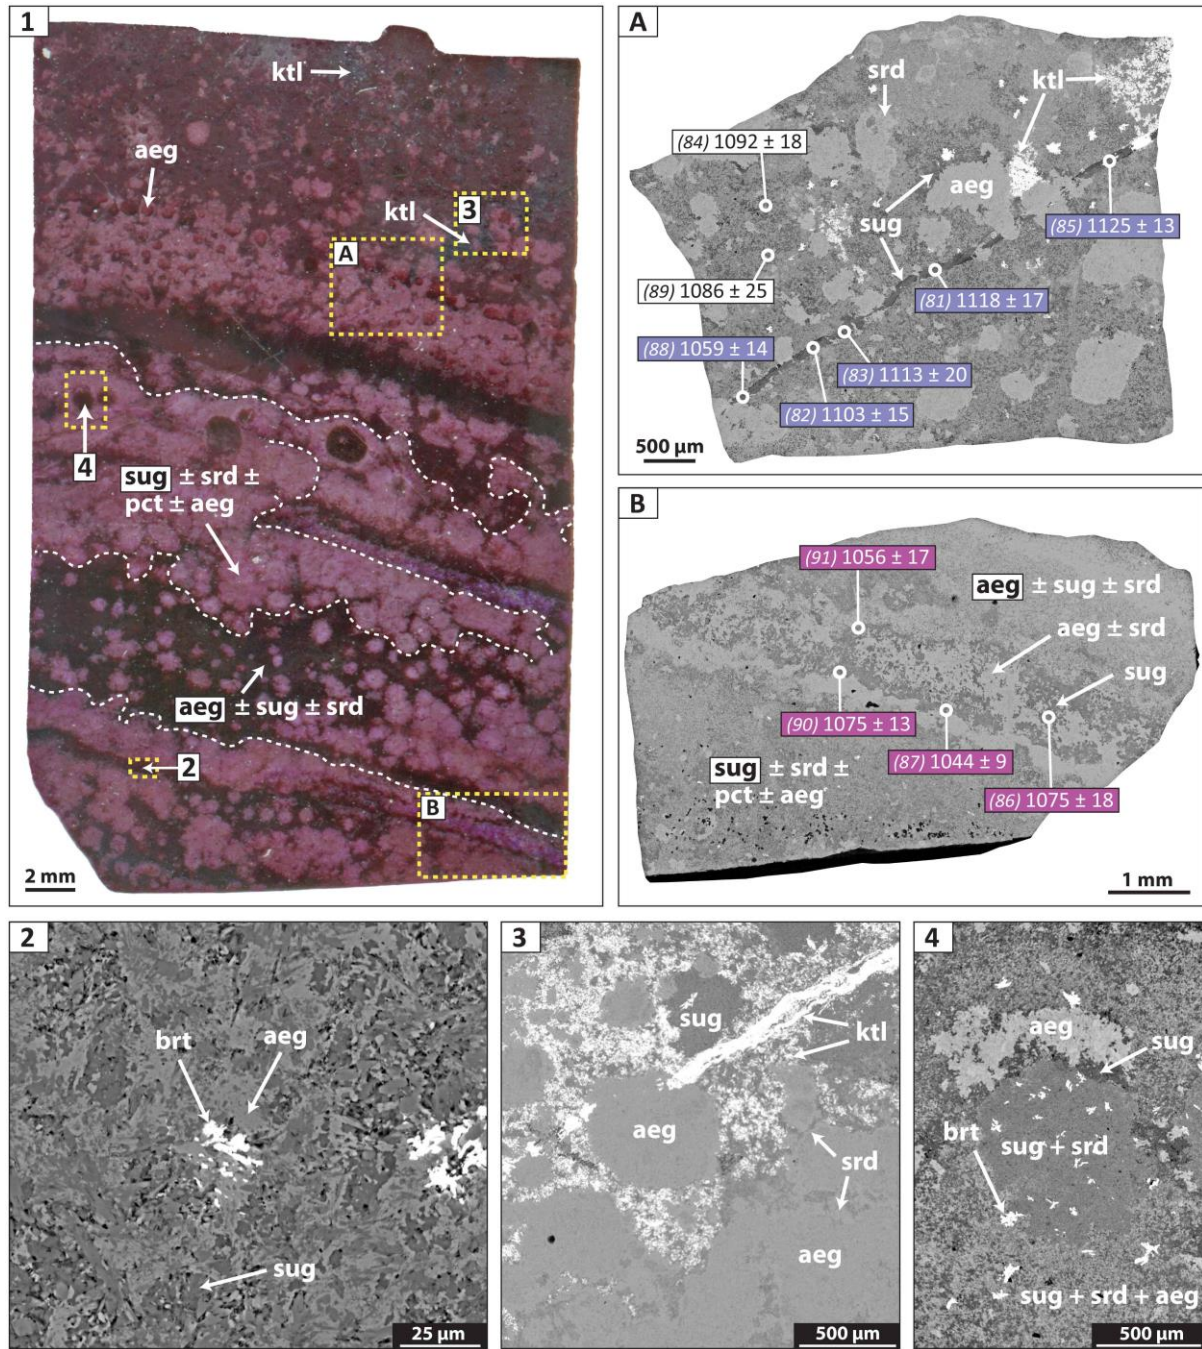 1
ktl
aeg
ktl
3
A
4
sug ± srd ±
pct ± aeg
aeg ± sug ± srd
2
B
2 mm
A
srd
ktl
(84) 1092 ± 18
aeg
sug
(85) 1125 ± 13
(89) 1086 ± 25
(81) 1118 ± 17
(88) 1059 ± 14
(83) 1113 ± 20
(82) 1103 ± 15
500 µm
B
(91) 1056 ± 17
aeg ± sug ± srd
aeg ± srd
sug
(90) 1075 ± 13
(87) 1044 ± 9
sug ± srd ±
pct ± aeg
(86) 1075 ± 18
1 mm
2
brt
aeg
sug
25 µm
3
sug
ktl
aeg
srd
aeg
500 µm
4
aeg
sug
brt
sug + srd
sug + srd + aeg
500 µm